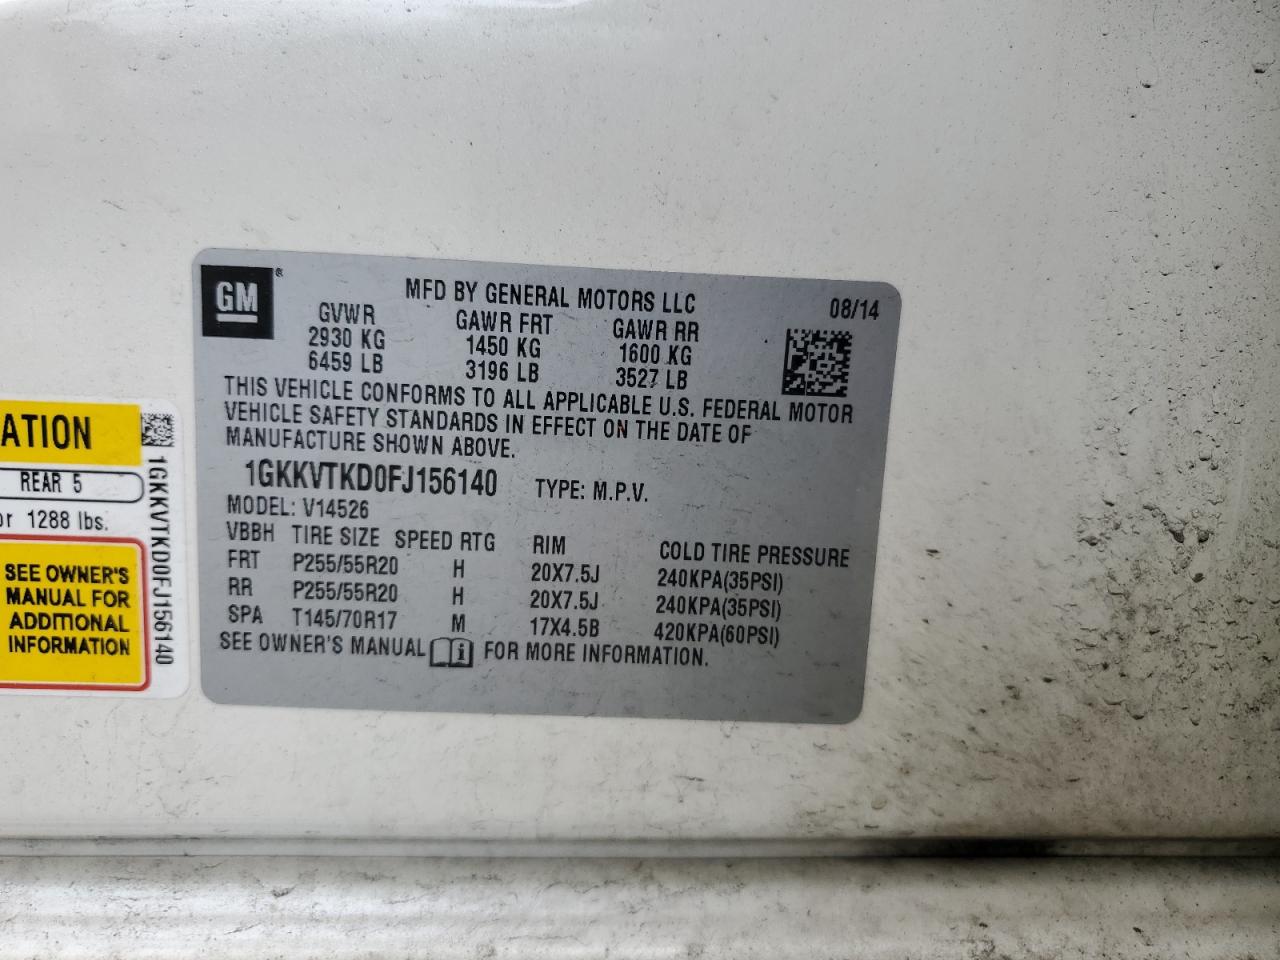 GM®
MFD BY GENERAL MOTORS LLC
08/14
GVWR GAWR FRT GAWR RR
2930 KG 1450 KG 1600 KG
6459 LB 3196 LB 3527 LB
THIS VEHICLE CONFORMS TO ALL APPLICABLE U.S. FEDERAL MOTOR
VEHICLE SAFETY STANDARDS IN EFFECT ON THE DATE OF
MANUFACTURE SHOWN ABOVE.
1GKKVTKD0FJ156140 TYPE: M.P.V.
MODEL: V14526
VBBH TIRE SIZE SPEED RTG RIM COLD TIRE PRESSURE
FRT P255/55R20 H 20X7.5J 240KPA(35PSI)
RR P255/55R20 H 20X7.5J 240KPA(35PSI)
SPA T145/70R17 M 17X4.5B 420KPA(60PSI)
SEE OWNER'S MANUAL i FOR MORE INFORMATION.
ATION
REAR 5
or 1288 lbs.
SEE OWNER'S
MANUAL FOR
ADDITIONAL
INFORMATION
1GKKVTKD0FJ156140